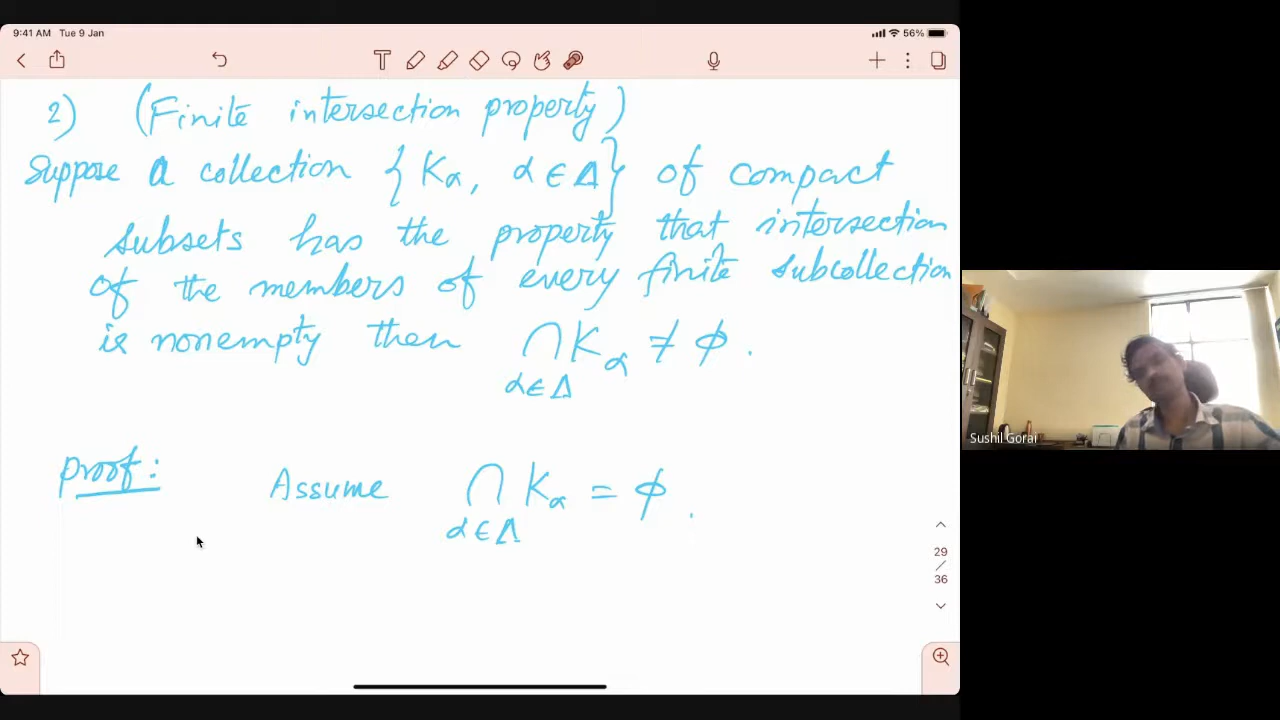 9:41 AM Tue 9 Jan
56%
2) (Finite intersection property)
Suppose a collection { Kα, α ∈ Λ } of compact
subsets has the property that intersection
of the members of every finite subcollection
is nonempty then ∩ Kα ≠ ϕ .
α ∈ Λ
Proof: Assume ∩ Kα = ϕ .
α ∈ Λ
Sushil Gorai
29
/
36